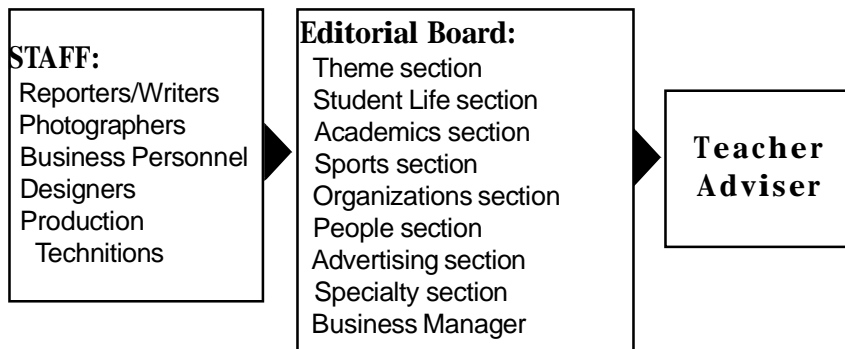 STAFF:
Reporters/Writers
Photographers
Business Personnel
Designers
Production
Technitions
Editorial Board:
Theme section
Student Life section
Academics section
Sports section
Organizations section
People section
Advertising section
Specialty section
Business Manager
Teacher
Adviser